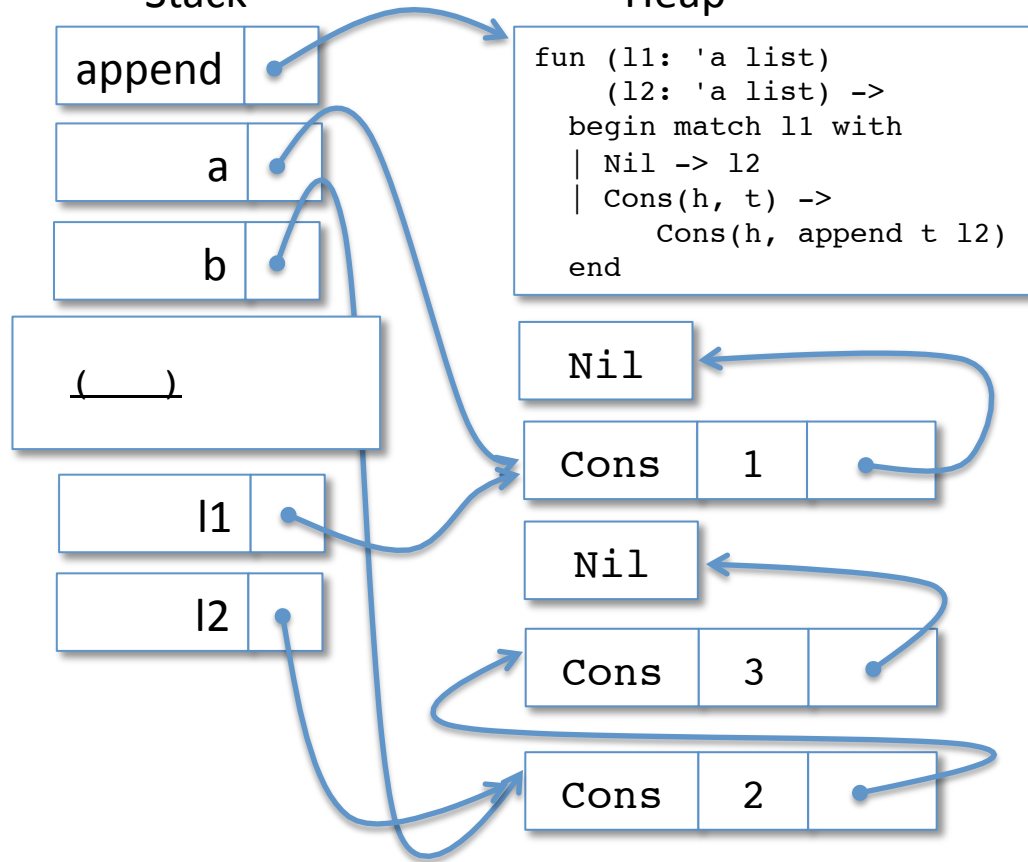 Stack
Heap
append
a
b
(      )
l1
l2
fun (l1: 'a list)
(l2: 'a list) ->
begin match l1 with
| Nil -> l2
| Cons(h, t) ->
Cons(h, append t l2)
end
Nil
Cons 1
Nil
Cons 3
Cons 2